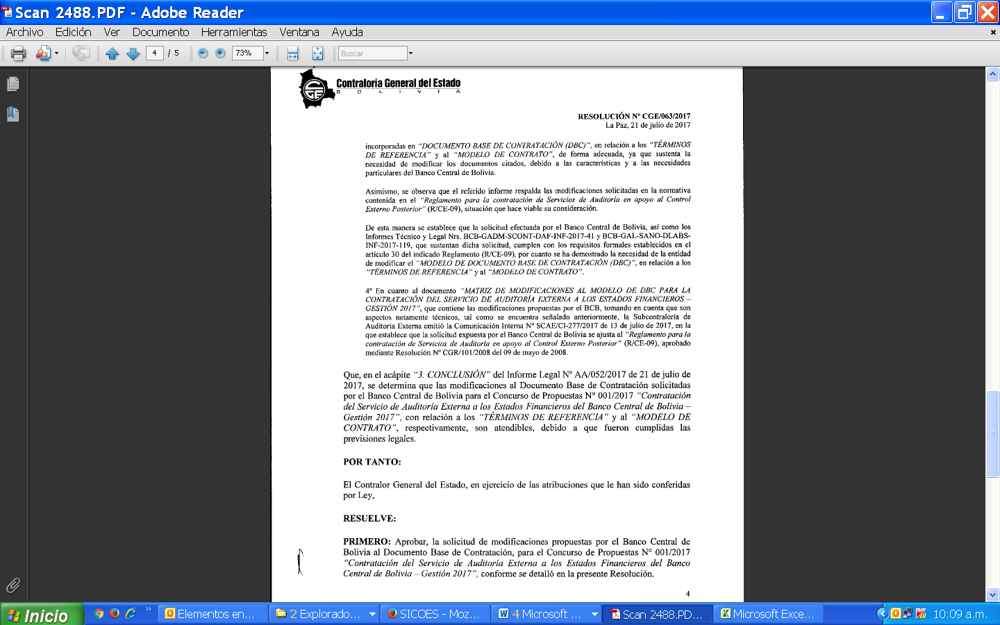 Scan 2488.PDF - Adobe Reader
Archivo Edición Ver Documento Herramientas Ventana Ayuda
4 / 5 73% Buscar
Contraloría General del Estado
B O L I V I A
RESOLUCIÓN Nº CGE/063/2017
La Paz, 21 de julio de 2017
incorporadas en “DOCUMENTO BASE DE CONTRATACIÓN (DBC)”, en relación a los “TÉRMINOS
DE REFERENCIA” y al “MODELO DE CONTRATO”, de forma adecuada, ya que sustenta la
necesidad de modificar los documentos citados, debido a las características y a las necesidades
particulares del Banco Central de Bolivia.
Asimismo, se observa que el referido informe respalda las modificaciones solicitadas en la normativa
contenida en el “Reglamento para la contratación de Servicios de Auditoría en apoyo al Control
Externo Posterior” (R/CE-09), situación que hace viable su consideración.
De esta manera se establece que la solicitud efectuada por el Banco Central de Bolivia, así como los
Informes Técnico y Legal Nrs. BCB-GADM-SCONT-DAF-INF-2017-41 y BCB-GAL-SANO-DLABS-
INF-2017-119, que sustentan dicha solicitud, cumplen con los requisitos formales establecidos en el
artículo 30 del indicado Reglamento (R/CE-09), por cuanto se ha demostrado la necesidad de la entidad
de modificar el “MODELO DE DOCUMENTO BASE DE CONTRATACIÓN (DBC)”, en relación a los
“TÉRMINOS DE REFERENCIA” y al “MODELO DE CONTRATO”.
4º En cuanto al documento “MATRIZ DE MODIFICACIONES AL MODELO DE DBC PARA LA
CONTRATACIÓN DEL SERVICIO DE AUDITORÍA EXTERNA A LOS ESTADOS FINANCIEROS –
GESTIÓN 2017”, que contiene las modificaciones propuestas por el BCB, tomando en cuenta que son
aspectos netamente técnicos, tal como se encuentra señalado anteriormente, la Subcontraloría de
Auditoría Externa emitió la Comunicación Interna Nº SCAE/CI-277/2017 de 13 de julio de 2017, en la
que establece que la solicitud expuesta por el Banco Central de Bolivia se ajusta al “Reglamento para la
contratación de Servicios de Auditoría en apoyo al Control Externo Posterior” (R/CE-09), aprobado
mediante Resolución Nº CGR/101/2008 del 09 de mayo de 2008.
Que, en el acápite “3. CONCLUSIÓN” del Informe Legal Nº AA/052/2017 de 21 de julio de
2017, se determina que las modificaciones al Documento Base de Contratación solicitadas
por el Banco Central de Bolivia para el Concurso de Propuestas Nº 001/2017 “Contratación
del Servicio de Auditoría Externa a los Estados Financieros del Banco Central de Bolivia –
Gestión 2017”, con relación a los “TÉRMINOS DE REFERENCIA” y al “MODELO DE
CONTRATO”, respectivamente, son atendibles, debido a que fueron cumplidas las
previsiones legales.
POR TANTO:
El Contralor General del Estado, en ejercicio de las atribuciones que le han sido conferidas
por Ley,
RESUELVE:
PRIMERO: Aprobar, la solicitud de modificaciones propuestas por el Banco Central de
Bolivia al Documento Base de Contratación, para el Concurso de Propuestas Nº 001/2017
“Contratación del Servicio de Auditoría Externa a los Estados Financieros del Banco
Central de Bolivia – Gestión 2017”, conforme se detalló en la presente Resolución.
4
Inicio » Elementos en... 2 Explorado... SICOES - Moz... 4 Microsoft ... Scan 2488.PD... Microsoft Exce... 10:09 a.m.